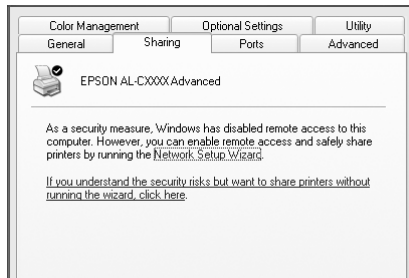 Color Management Optional Settings Utility
General Sharing Ports Advanced
EPSON AL-CXXXX Advanced
As a security measure, Windows has disabled remote access to this
computer. However, you can enable remote access and safely share
printers by running the Network Setup Wizard.
If you understand the security risks but want to share printers without
running the wizard, click here.